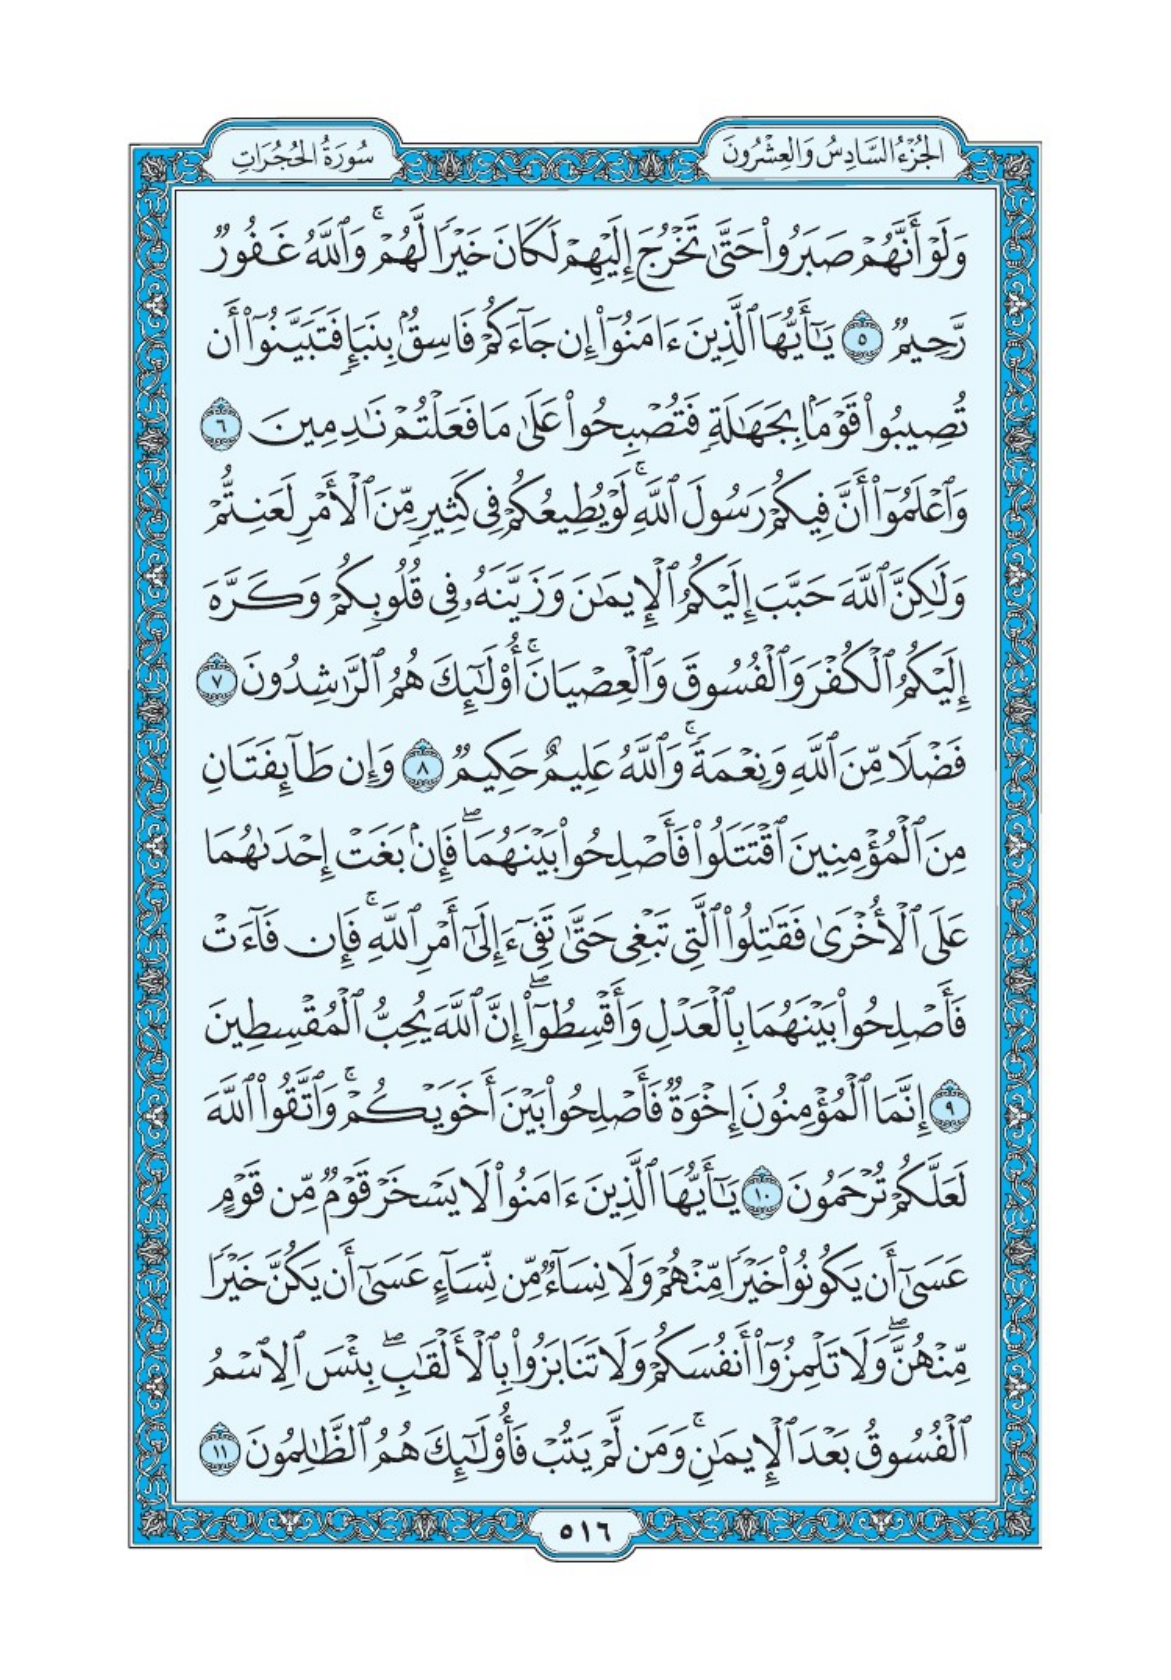 الجُزْءُ السَّادِسُ وَالعِشْرُونَ
سُورَةُ الحُجُرَاتِ
وَلَوْ أَنَّهُمْ صَبَرُوا۟ حَتَّىٰ تَخْرُجَ إِلَيْهِمْ لَكَانَ خَيْرًا لَّهُمْ ۚ وَٱللَّهُ غَفُورٌ
رَّحِيمٌ ٥ يَٰٓأَيُّهَا ٱلَّذِينَ ءَامَنُوٓا۟ إِن جَآءَكُمْ فَاسِقٌۢ بِنَبَإٍ فَتَبَيَّنُوٓا۟ أَن
تُصِيبُوا۟ قَوْمًۢا بِجَهَٰلَةٍ فَتُصْبِحُوا۟ عَلَىٰ مَا فَعَلْتُمْ نَٰدِمِينَ ٦
وَٱعْلَمُوٓا۟ أَنَّ فِيكُمْ رَسُولَ ٱللَّهِ ۚ لَوْ يُطِيعُكُمْ فِى كَثِيرٍ مِّنَ ٱلْأَمْرِ لَعَنِتُّمْ
وَلَٰكِنَّ ٱللَّهَ حَبَّبَ إِلَيْكُمُ ٱلْإِيمَٰنَ وَزَيَّنَهُۥ فِى قُلُوبِكُمْ وَكَرَّهَ
إِلَيْكُمُ ٱلْكُفْرَ وَٱلْفُسُوقَ وَٱلْعِصْيَانَ ۚ أُو۟لَٰٓئِكَ هُمُ ٱلرَّٰشِدُونَ ٧
فَضْلًا مِّنَ ٱللَّهِ وَنِعْمَةً ۚ وَٱللَّهُ عَلِيمٌ حَكِيمٌ ٨ وَإِن طَآئِفَتَانِ
مِنَ ٱلْمُؤْمِنِينَ ٱقْتَتَلُوا۟ فَأَصْلِحُوا۟ بَيْنَهُمَا ۖ فَإِنۢ بَغَتْ إِحْدَىٰهُمَا
عَلَى ٱلْأُخْرَىٰ فَقَٰتِلُوا۟ ٱلَّتِى تَبْغِى حَتَّىٰ تَفِىٓءَ إِلَىٰٓ أَمْرِ ٱللَّهِ ۚ فَإِن فَآءَتْ
فَأَصْلِحُوا۟ بَيْنَهُمَا بِٱلْعَدْلِ وَأَقْسِطُوٓا۟ ۖ إِنَّ ٱللَّهَ يُحِبُّ ٱلْمُقْسِطِينَ
٩ إِنَّمَا ٱلْمُؤْمِنُونَ إِخْوَةٌ فَأَصْلِحُوا۟ بَيْنَ أَخَوَيْكُمْ ۚ وَٱتَّقُوا۟ ٱللَّهَ
لَعَلَّكُمْ تُرْحَمُونَ ١٠ يَٰٓأَيُّهَا ٱلَّذِينَ ءَامَنُوا۟ لَا يَسْخَرْ قَوْمٌ مِّن قَوْمٍ
عَسَىٰٓ أَن يَكُونُوا۟ خَيْرًا مِّنْهُمْ وَلَا نِسَآءٌ مِّن نِّسَآءٍ عَسَىٰٓ أَن يَكُنَّ خَيْرًا
مِّنْهُنَّ ۖ وَلَا تَلْمِزُوٓا۟ أَنفُسَكُمْ وَلَا تَنَابَزُوا۟ بِٱلْأَلْقَٰبِ ۖ بِئْسَ ٱلِٱسْمُ
ٱلْفُسُوقُ بَعْدَ ٱلْإِيمَٰنِ ۚ وَمَن لَّمْ يَتُبْ فَأُو۟لَٰٓئِكَ هُمُ ٱلظَّٰلِمُونَ ١١
٥١٦